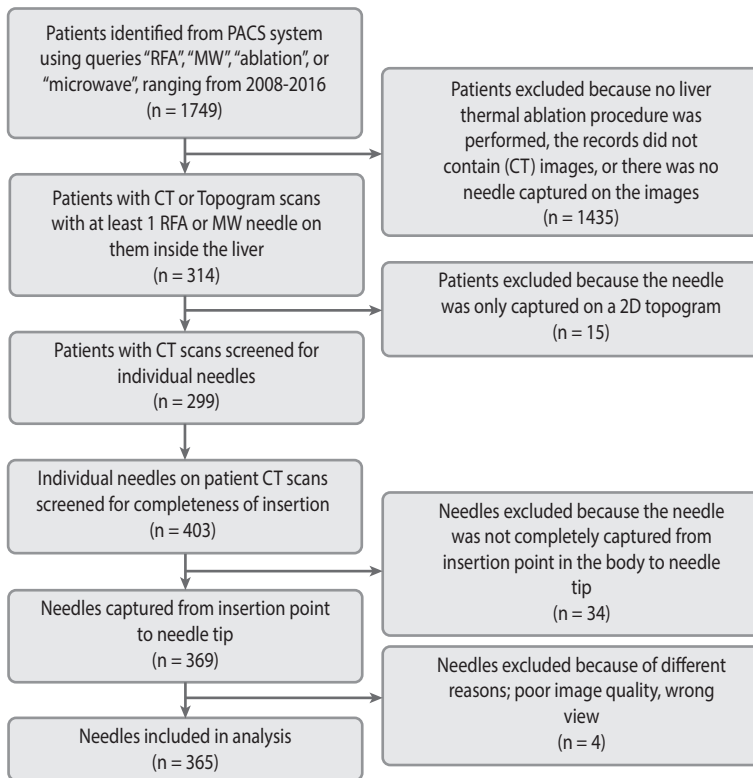 Patients identified from PACS system
using queries “RFA”, “MW”, “ablation”, or
“microwave”, ranging from 2008-2016
(n = 1749)
Patients excluded because no liver
thermal ablation procedure was
performed, the records did not
contain (CT) images, or there was no
needle captured on the images
(n = 1435)
Patients with CT or Topogram scans
with at least 1 RFA or MW needle on
them inside the liver
(n = 314)
Patients excluded because the needle
was only captured on a 2D topogram
(n = 15)
Patients with CT scans screened for
individual needles
(n = 299)
Individual needles on patient CT scans
screened for completeness of insertion
(n = 403)
Needles excluded because the needle
was not completely captured from
insertion point in the body to needle
tip
(n = 34)
Needles captured from insertion point
to needle tip
(n = 369)
Needles excluded because of different
reasons; poor image quality, wrong
view
(n = 4)
Needles included in analysis
(n = 365)